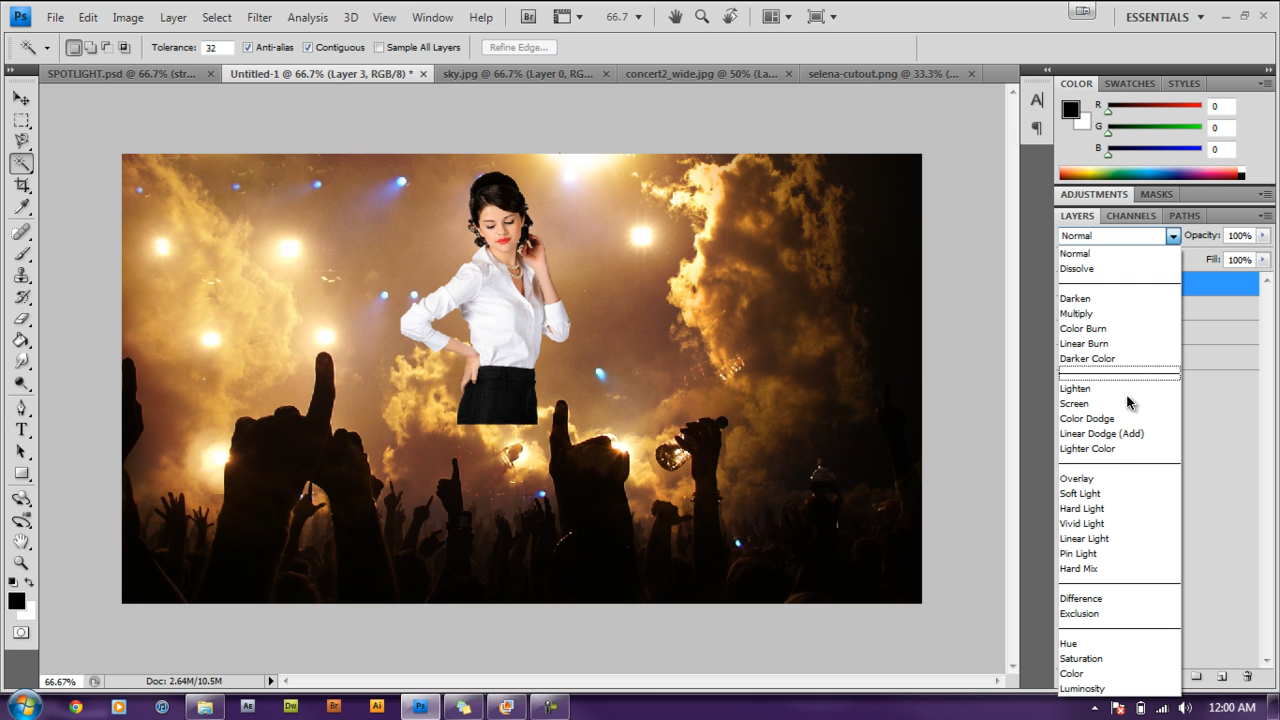 Ps File Edit Image Layer Select Filter Analysis 3D View Window Help Br 66.7 ESSENTIALS
Tolerance: 32 Anti-alias Contiguous Sample All Layers Refine Edge...
SPOTLIGHT.psd @ 66.7% (str... Untitled-1 @ 66.7% (Layer 3, RGB/8) * sky.jpg @ 66.7% (Layer 0, RG... concert2_wide.jpg @ 50% (La... selena-cutout.png @ 33.3% (...
COLOR SWATCHES STYLES
R 0
G 0
B 0
ADJUSTMENTS MASKS
LAYERS CHANNELS PATHS
Normal Opacity: 100%
Fill: 100%
Normal
Dissolve
Darken
Multiply
Color Burn
Linear Burn
Darker Color
Lighten
Screen
Color Dodge
Linear Dodge (Add)
Lighter Color
Overlay
Soft Light
Hard Light
Vivid Light
Linear Light
Pin Light
Hard Mix
Difference
Exclusion
Hue
Saturation
Color
Luminosity
66.67% Doc: 2.64M/10.5M
Ae Dw Br Ai Ps 12:00 AM